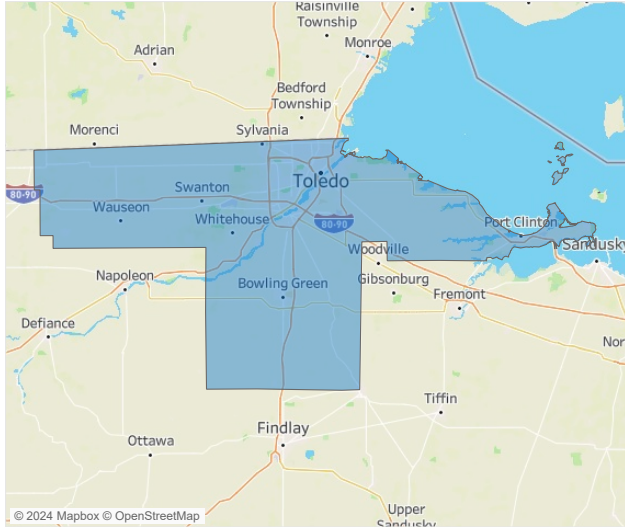 Raisinville
Township
Adrian
Monroe
Bedford
Township
Morenci
Sylvania
Toledo
80-90
Swanton
Wauseon
Whitehouse
80-90
Port Clinton
Woodville
Sandusky
Napoleon
Gibsonburg
Bowling Green
Fremont
Defiance
Nor
Tiffin
Findlay
Ottawa
Upper
Sandusky
© 2024 Mapbox © OpenStreetMap